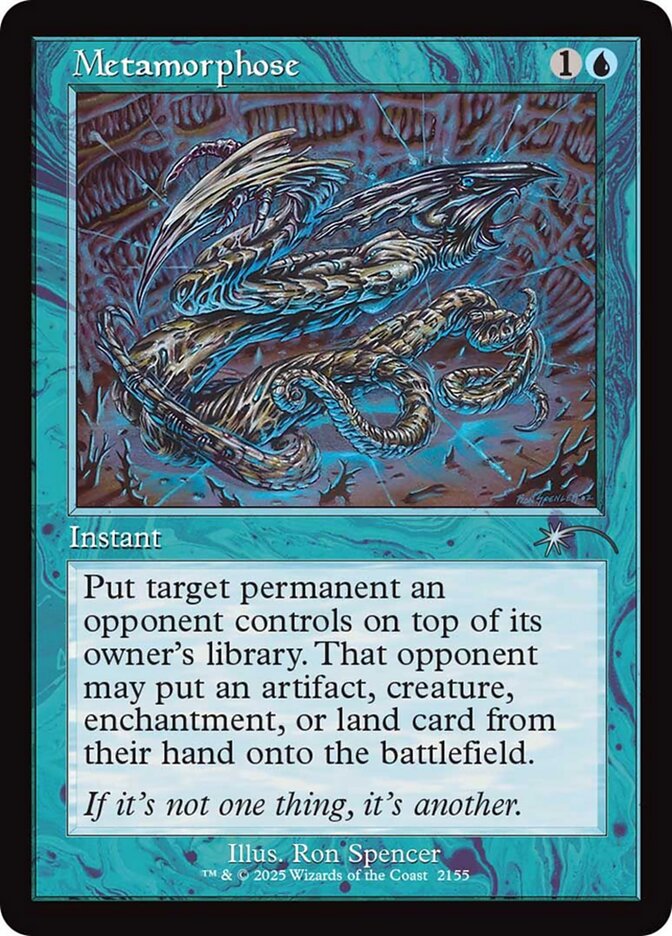 Metamorphose 1
Instant
Put target permanent an
opponent controls on top of its
owner's library. That opponent
may put an artifact, creature,
enchantment, or land card from
their hand onto the battlefield.
If it's not one thing, it's another.
Illus. Ron Spencer
™ & © 2025 Wizards of the Coast 2155